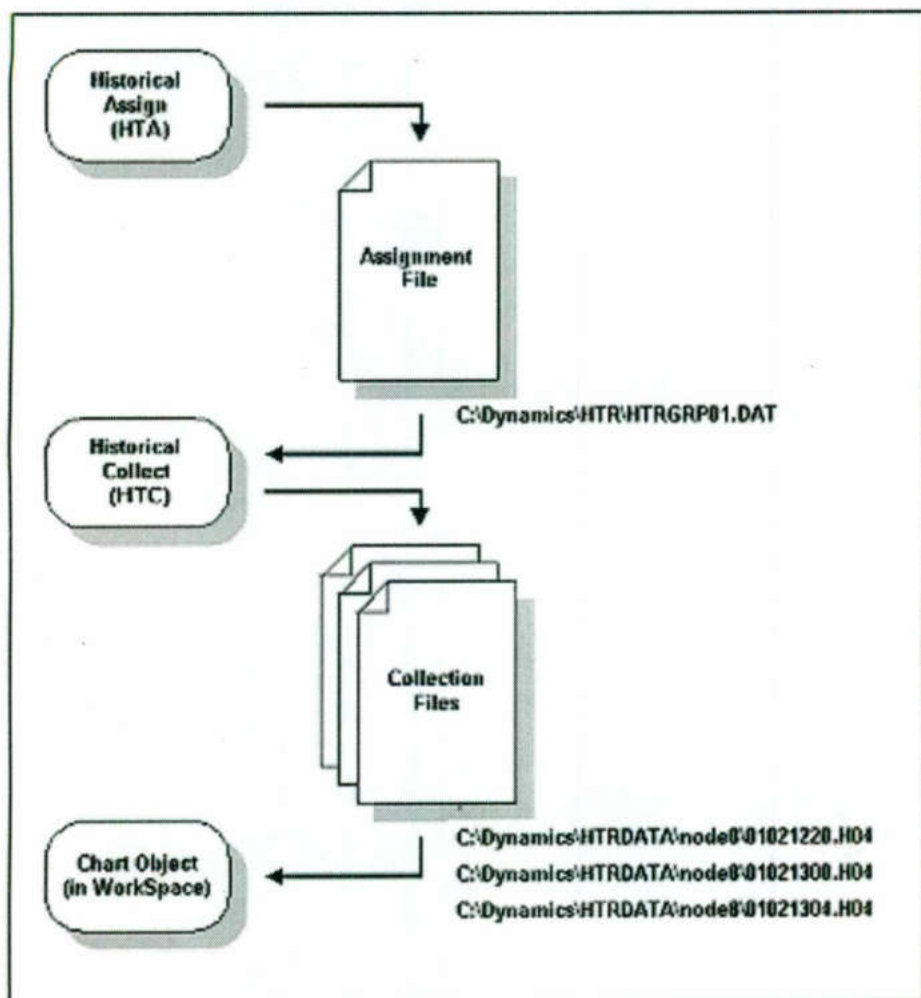 Historical
Assign
(HTA)
Assignment
File
C:\Dynamics\HTR\HTRGRP01.DAT
Historical
Collect
(HTC)
Collection
Files
C:\Dynamics\HTRDATA\node8\01021220.H04
Chart Object
(in WorkSpace)
C:\Dynamics\HTRDATA\node8\01021300.H04
C:\Dynamics\HTRDATA\node8\01021304.H04